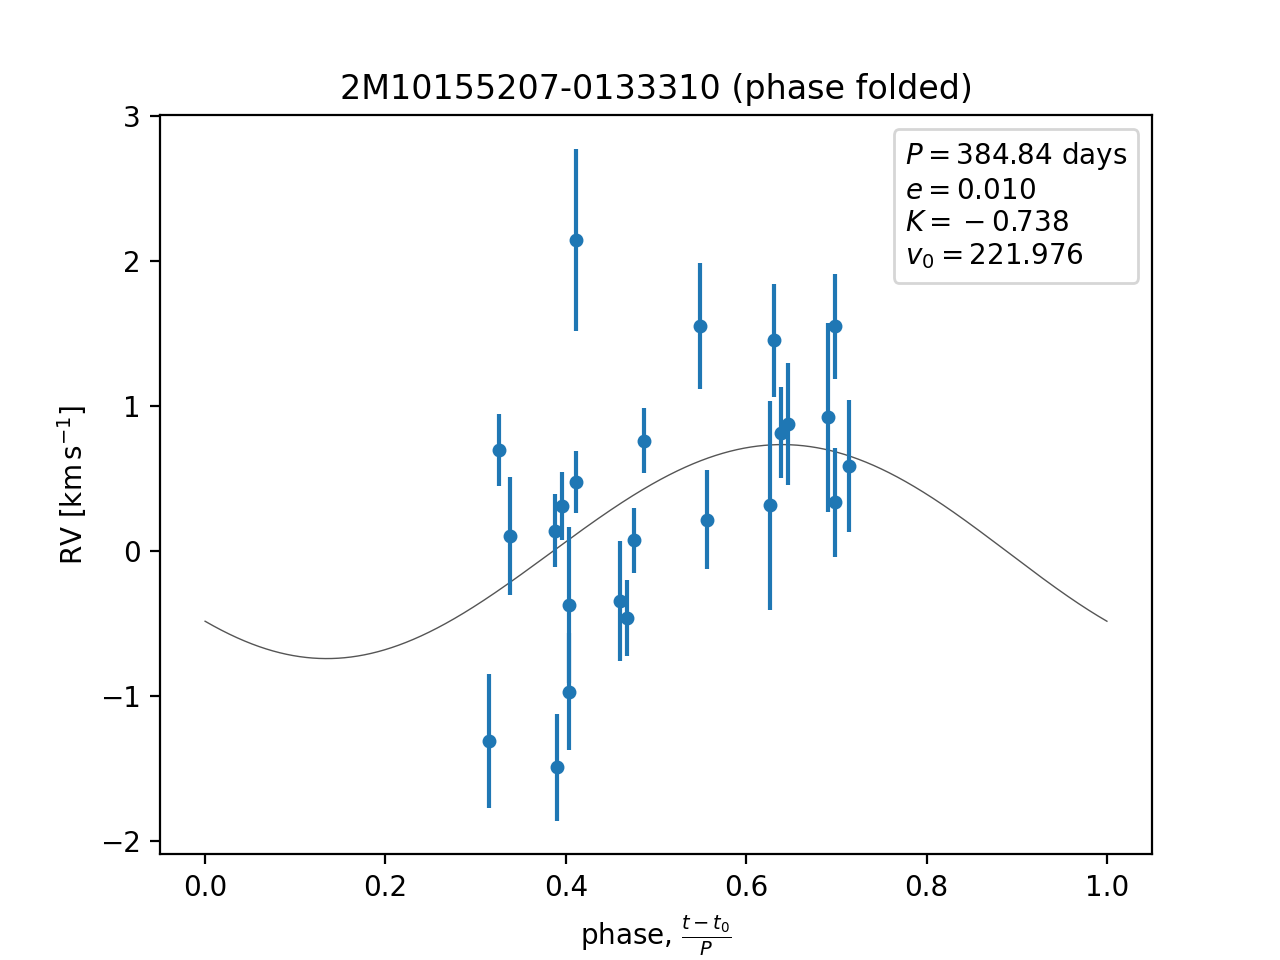 2M10155207-0133310 (phase folded)
P = 384.84 days
e = 0.010
K = −0.738
v₀ = 221.976
3
2
1
0
−1
−2
RV [km s⁻¹]
0.0 0.2 0.4 0.6 0.8 1.0
phase, (t − t₀)/P